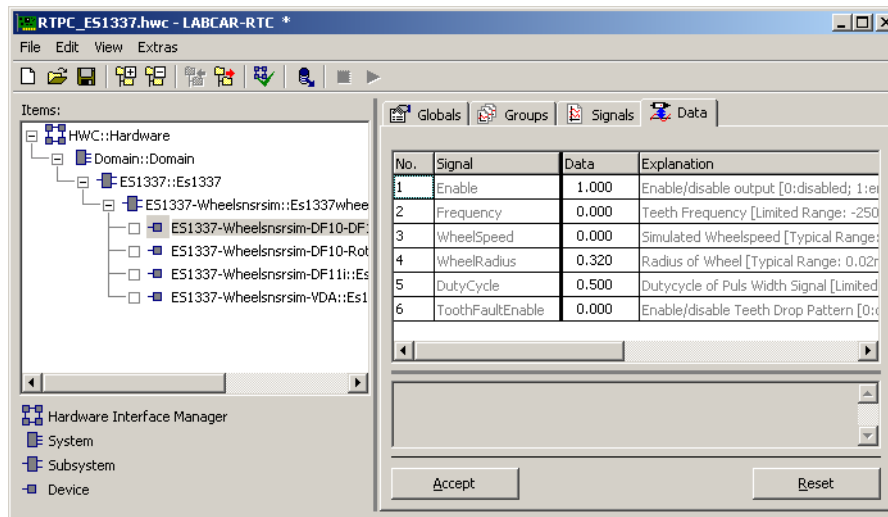 RTPC_ES1337.hwc - LABCAR-RTC *
File Edit View Extras
Items:
HWC::Hardware
Domain::Domain
ES1337::Es1337
ES1337-Wheelsnsrsim::Es1337whee
ES1337-Wheelsnsrsim-DF10-DF1
ES1337-Wheelsnsrsim-DF10-Rot
ES1337-Wheelsnsrsim-DF11i::Es
ES1337-Wheelsnsrsim-VDA::Es1
Hardware Interface Manager
System
Subsystem
Device
Globals Groups Signals Data
No. Signal Data Explanation
1 Enable 1.000 Enable/disable output [0:disabled; 1:e
2 Frequency 0.000 Teeth Frequency [Limited Range: -250
3 WheelSpeed 0.000 Simulated Wheelspeed [Typical Range:
4 WheelRadius 0.320 Radius of Wheel [Typical Range: 0.02
5 DutyCycle 0.500 Dutycycle of Puls Width Signal [Limited
6 ToothFaultEnable 0.000 Enable/disable Teeth Drop Pattern [0:
Accept Reset